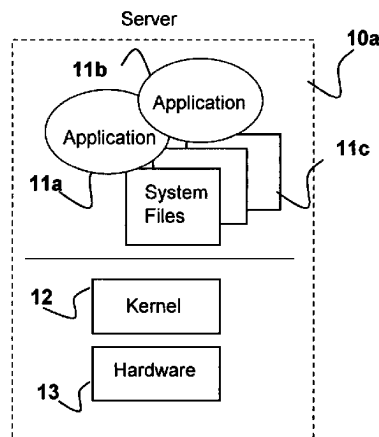 Server
10a
11b
Application
Application
11c
11a
System
Files
12
Kernel
Hardware
13